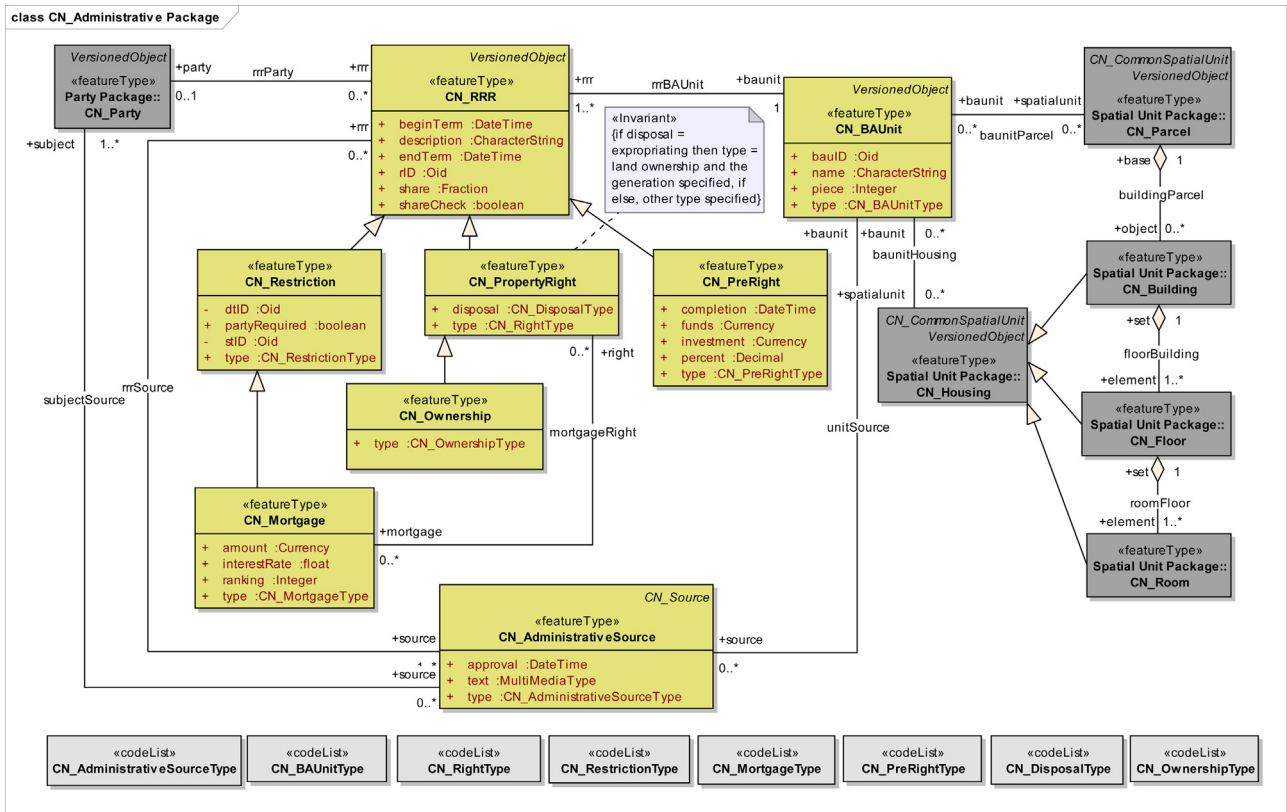 class CN_Administrative Package
VersionedObject
«featureType»
Party Package::
CN_Party
+party
rrrParty
+rrr
0..1
0..*
VersionedObject
«featureType»
CN_RRR
+ beginTerm :DateTime
+ description :CharacterString
+ endTerm :DateTime
+ rID :Oid
+ share :Fraction
+ shareCheck :boolean
+rrr
rrrBAUnit
+baunit
1..*
1
«Invariant»
{if disposal =
expropriating then type =
land ownership and the
generation specified, if
else, other type specified}
VersionedObject
«featureType»
CN_BAUnit
+ bauID :Oid
+ name :CharacterString
+ piece :Integer
+ type :CN_BAUnitType
+baunit
+spatialunit
0..*
baunitParcel
0..*
CN_CommonSpatialUnit
VersionedObject
«featureType»
Spatial Unit Package::
CN_Parcel
+subject
1..*
+rrr
0..*
+base
1
buildingParcel
+object
0..*
+baunit
+baunit
0..*
baunitHousing
+spatialunit
0..*
«featureType»
CN_Restriction
- dtID :Oid
+ partyRequired :boolean
- stID :Oid
+ type :CN_RestrictionType
«featureType»
CN_PropertyRight
+ disposal :CN_DisposalType
+ type :CN_RightType
«featureType»
CN_PreRight
+ completion :DateTime
+ funds :Currency
+ investment :Currency
+ percent :Decimal
+ type :CN_PreRightType
«featureType»
Spatial Unit Package::
CN_Building
CN_CommonSpatialUnit
VersionedObject
«featureType»
Spatial Unit Package::
CN_Housing
+set
1
floorBuilding
+element
1..*
0..*
+right
rrrSource
subjectSource
«featureType»
CN_Ownership
+ type :CN_OwnershipType
mortgageRight
unitSource
«featureType»
Spatial Unit Package::
CN_Floor
+set
1
roomFloor
+element
1..*
«featureType»
CN_Mortgage
+ amount :Currency
+ interestRate :float
+ ranking :Integer
+ type :CN_MortgageType
+mortgage
0..*
«featureType»
Spatial Unit Package::
CN_Room
CN_Source
«featureType»
CN_AdministrativeSource
+ approval :DateTime
+ text :MultiMediaType
+ type :CN_AdministrativeSourceType
+source
+source
0..*
+source
0..*
«codeList»
CN_AdministrativeSourceType
«codeList»
CN_BAUnitType
«codeList»
CN_RightType
«codeList»
CN_RestrictionType
«codeList»
CN_MortgageType
«codeList»
CN_PreRightType
«codeList»
CN_DisposalType
«codeList»
CN_OwnershipType